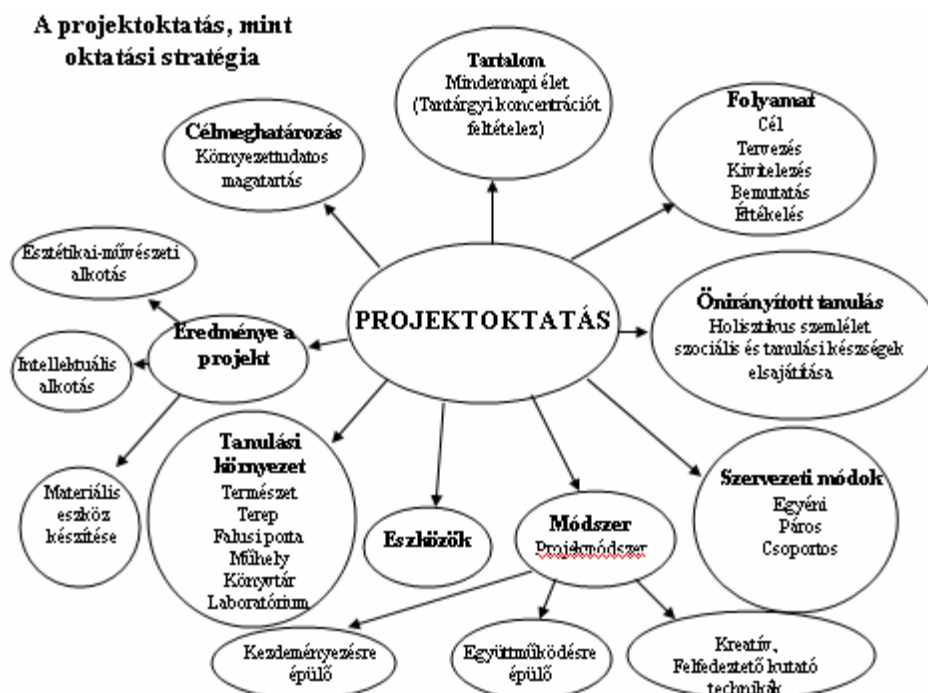 A projektoktatás, mint
oktatási stratégia
Tartalom
Mindennapi élet
(Tantárgyi koncentrációt
feltételez)
Folyamat
Cél
Tervezés
Kivitelezés
Bemutatás
Értékelés
Célmeghatározás
Környezettudatos
magatartás
Esztétikai-művészeti
alkotás
PROJEKTOKTATÁS
Önirányított tanulás
Holisztikus szemlélet
szociális és tanulási készségek
elsajátítása
Eredménye a
projekt
Intellektuális
alkotás
Tanulási
környezet
Természet
Terep
Falusi porta
Műhely
Könyvtár
Laboratórium
Materiális
eszköz
készítése
Eszközök
Módszer
Projekmódszer
Szervezeti módok
Egyéni
Páros
Csoportos
Kezdeményezésre
épülő
Együttműködésre
épülő
Kreatív,
Felfedeztető kutató
technikák